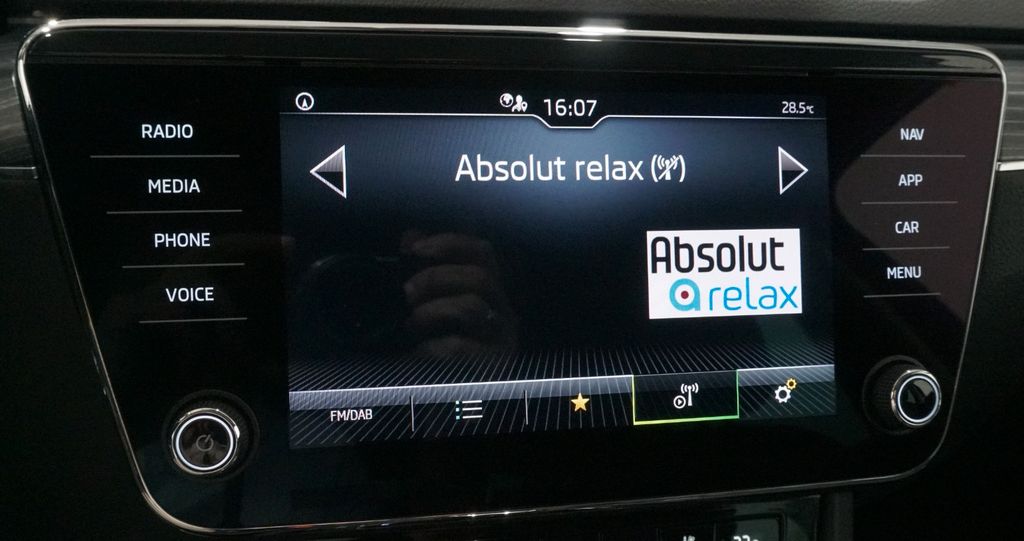 16:07
28.5°C
RADIO
MEDIA
PHONE
VOICE
Absolut relax
Absolut
relax
NAV
APP
CAR
MENU
FM/DAB